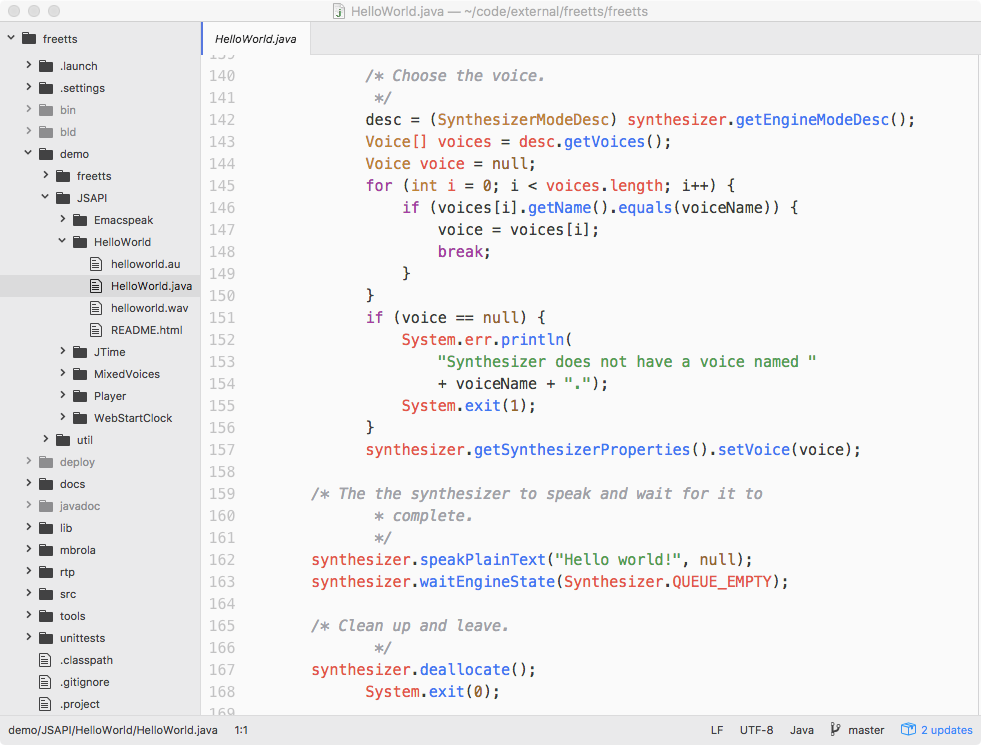 HelloWorld.java — ~/code/external/freetts/freetts
freetts
.launch
.settings
bin
bld
demo
freetts
JSAPI
Emacspeak
HelloWorld
helloworld.au
HelloWorld.java
helloworld.wav
README.html
JTime
MixedVoices
Player
WebStartClock
util
deploy
docs
javadoc
lib
mbrola
rtp
src
tools
unittests
.classpath
.gitignore
.project
HelloWorld.java
139
140 /* Choose the voice.
141 */
142 desc = (SynthesizerModeDesc) synthesizer.getEngineModeDesc();
143 Voice[] voices = desc.getVoices();
144 Voice voice = null;
145 for (int i = 0; i < voices.length; i++) {
146 if (voices[i].getName().equals(voiceName)) {
147 voice = voices[i];
148 break;
149 }
150 }
151 if (voice == null) {
152 System.err.println(
153 "Synthesizer does not have a voice named "
154 + voiceName + ".");
155 System.exit(1);
156 }
157 synthesizer.getSynthesizerProperties().setVoice(voice);
158
159 /* The the synthesizer to speak and wait for it to
160 * complete.
161 */
162 synthesizer.speakPlainText("Hello world!", null);
163 synthesizer.waitEngineState(Synthesizer.QUEUE_EMPTY);
164
165 /* Clean up and leave.
166 */
167 synthesizer.deallocate();
168 System.exit(0);
169
demo/JSAPI/HelloWorld/HelloWorld.java 1:1 LF UTF-8 Java master 2 updates